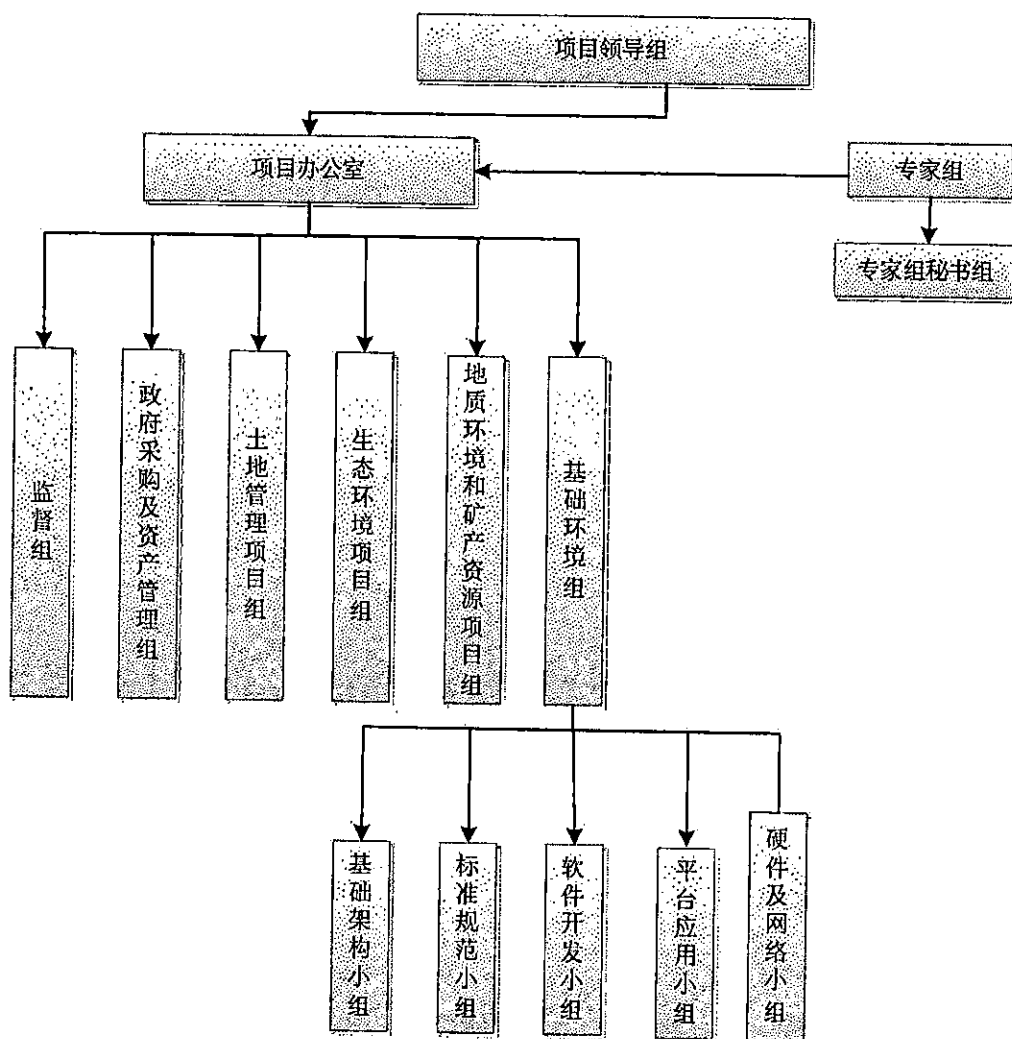 项目领导组
项目办公室
专家组
专家组秘书组
监督组
政府采购及资产管理组
土地管理项目组
生态环境项目组
地质环境和矿产资源项目组
基础环境组
基础架构小组
标准规范小组
软件开发小组
平台应用小组
硬件及网络小组